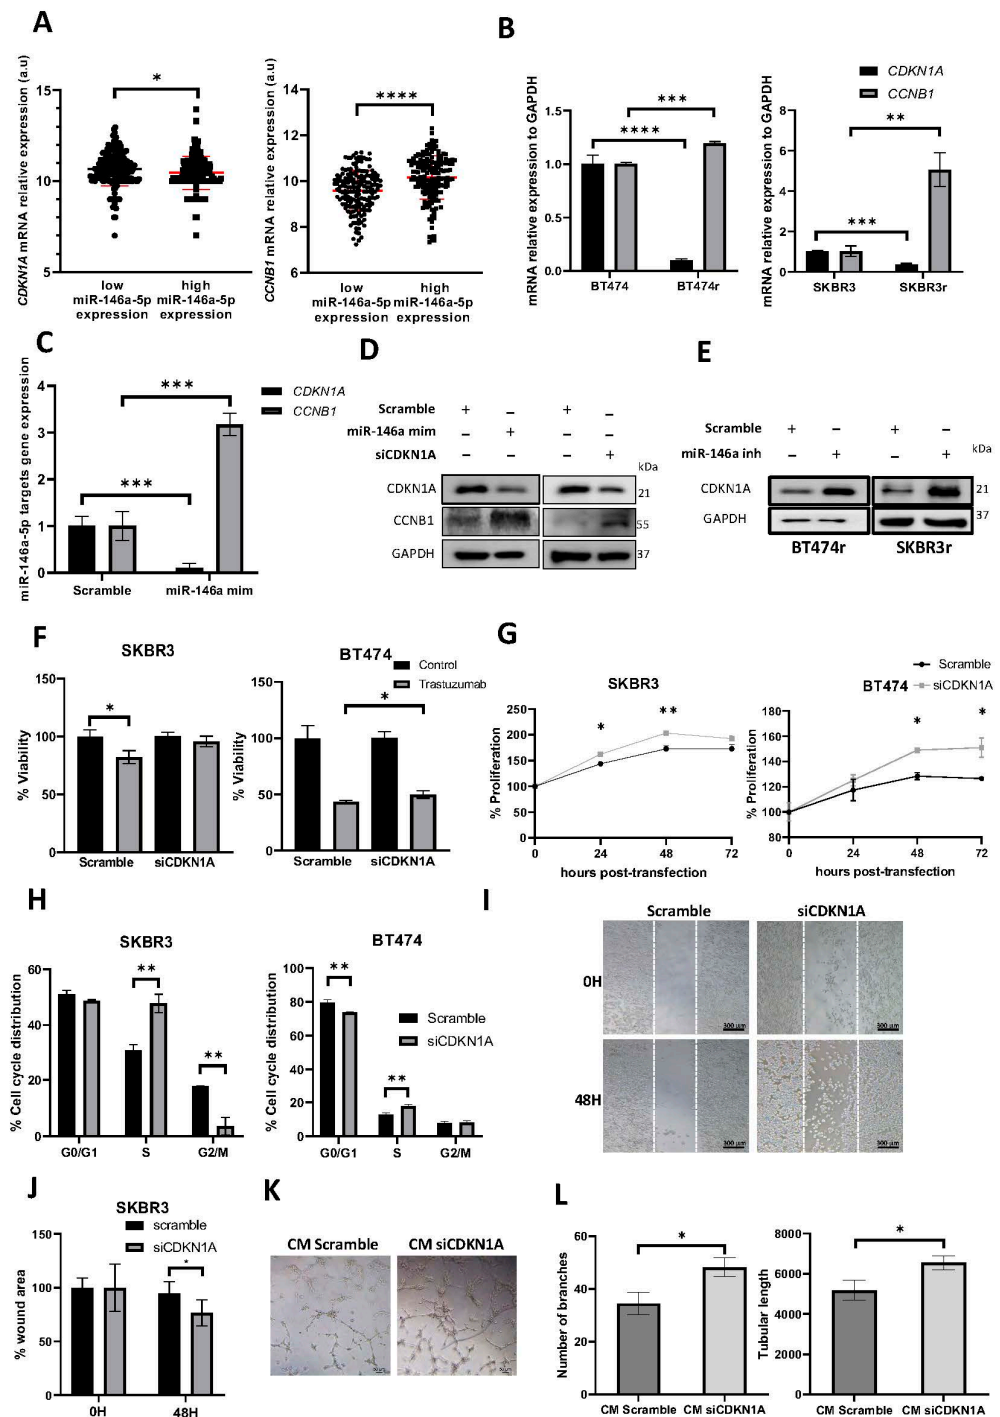 A
CDKN1A mRNA relative expression (a.u)
15
10
5
*
low
miR-146a-5p
expression
high
miR-146a-5p
expression
CCNB1 mRNA relative expression (a.u)
14
12
10
8
6
****
low
miR-146a-5p
expression
high
miR-146a-5p
expression
B
mRNA relative expression to GAPDH
1.5
1.0
0.5
0.0
***
****
BT474
BT474r
mRNA relative expression to GAPDH
8
6
4
2
0
CDKN1A
CCNB1
**
***
SKBR3
SKBR3r
C
miR-146a-5p targets gene expression
4
3
2
1
0
***
***
CDKN1A
CCNB1
Scramble
miR-146a mim
D
Scramble + – + –
miR-146a mim – + – –
siCDKN1A – – – +
kDa
CDKN1A
21
CCNB1
55
GAPDH
37
E
Scramble + – + –
miR-146a inh – + – +
kDa
CDKN1A
21
GAPDH
37
BT474r
SKBR3r
F
SKBR3
% Viability
150
100
50
0
*
Scramble
siCDKN1A
BT474
Control
Trastuzumab
% Viability
150
100
50
0
*
Scramble
siCDKN1A
G
SKBR3
% Proliferation
250
200
150
100
50
0
*
**
0
24
48
72
hours post-transfection
Scramble
siCDKN1A
BT474
% Proliferation
180
160
140
120
100
80
*
*
0
24
48
72
hours post-transfection
H
SKBR3
% Cell cycle distribution
60
40
20
0
**
**
G0/G1
S
G2/M
BT474
% Cell cycle distribution
100
80
60
40
20
0
**
**
Scramble
siCDKN1A
G0/G1
S
G2/M
I
Scramble
siCDKN1A
0H
300 µm
300 µm
48H
300 µm
300 µm
J
SKBR3
scramble
siCDKN1A
% wound area
150
100
50
0
*
0H
48H
K
CM Scramble
CM siCDKN1A
L
Number of branches
60
40
20
0
*
CM Scramble
CM siCDKN1A
Tubular length
8000
6000
4000
2000
0
*
CM Scramble
CM siCDKN1A